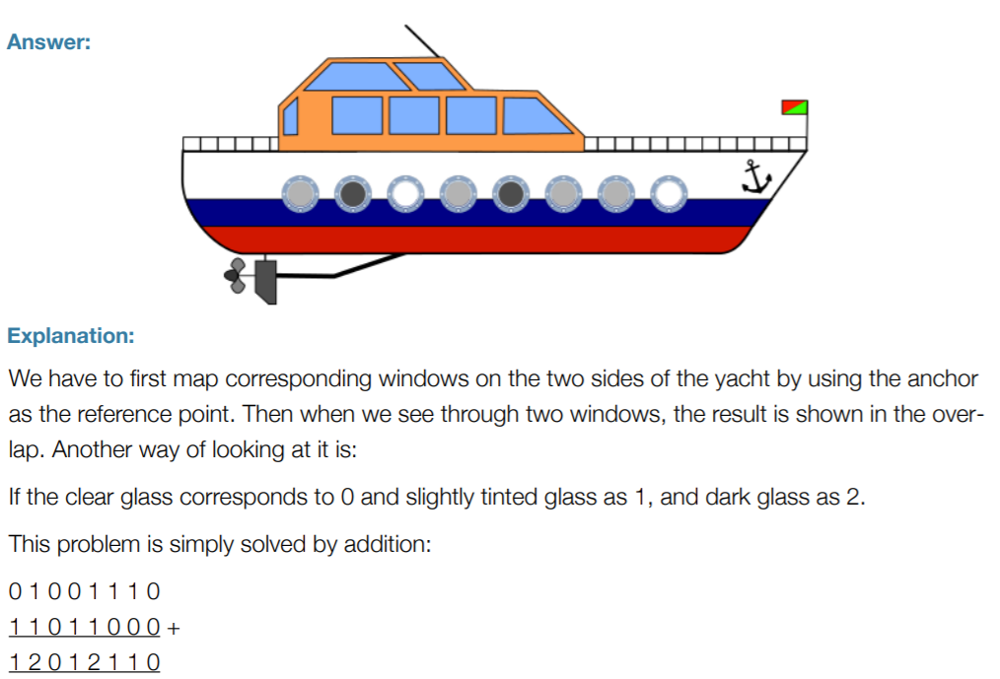 Answer:
Explanation:
We have to first map corresponding windows on the two sides of the yacht by using the anchor
as the reference point. Then when we see through two windows, the result is shown in the over-
lap. Another way of looking at it is:
If the clear glass corresponds to 0 and slightly tinted glass as 1, and dark glass as 2.
This problem is simply solved by addition:
0 1 0 0 1 1 1 0
1 1 0 1 1 0 0 0 +
1 2 0 1 2 1 1 0